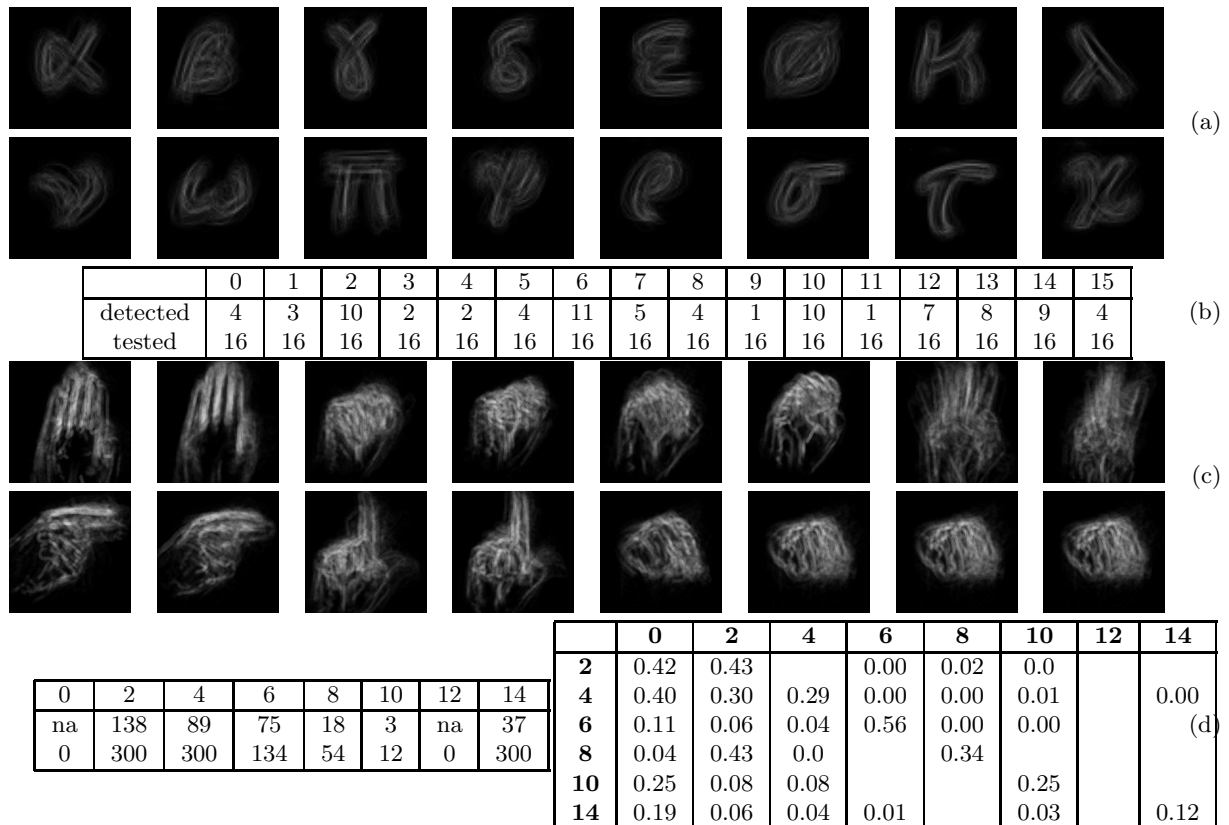 α β γ δ ε θ κ λ
(a)
ν ω π φ ρ σ τ χ
0 1 2 3 4 5 6 7 8 9 10 11 12 13 14 15
detected 4 3 10 2 2 4 11 5 4 1 10 1 7 8 9 4
(b)
tested 16 16 16 16 16 16 16 16 16 16 16 16 16 16 16 16
(c)
0 2 4 6 8 10 12 14
na 138 89 75 18 3 na 37
0 300 300 134 54 12 0 300
0 2 4 6 8 10 12 14
2 0.42 0.43 0.00 0.02 0.0
4 0.40 0.30 0.29 0.00 0.00 0.01 0.00
6 0.11 0.06 0.04 0.56 0.00 0.00
(d)
8 0.04 0.43 0.0 0.34
10 0.25 0.08 0.08 0.25
14 0.19 0.06 0.04 0.01 0.03 0.12